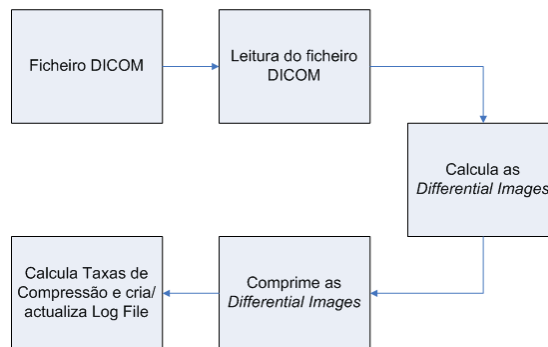 Ficheiro DICOM
Leitura do ficheiro
DICOM
Calcula as
Differential Images
Comprime as
Differential Images
Calcula Taxas de
Compressão e cria/
actualiza Log File